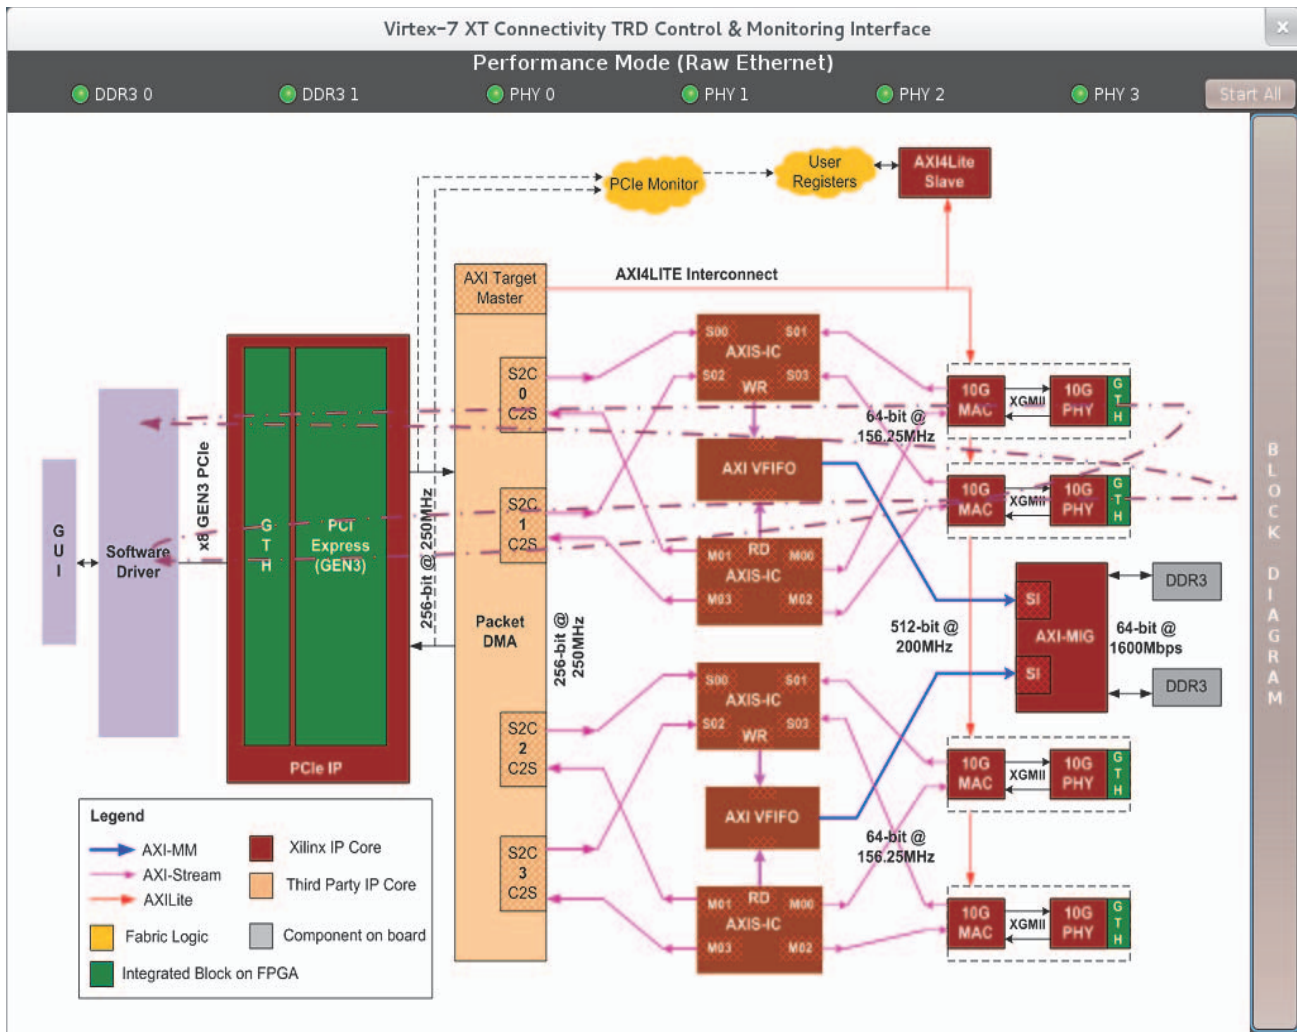 Virtex-7 XT Connectivity TRD Control & Monitoring Interface
x
Performance Mode (Raw Ethernet)
DDR3 0
DDR3 1
PHY 0
PHY 1
PHY 2
PHY 3
Start All
PCIe Monitor
User
Registers
AXI4Lite
Slave
AXI Target
Master
AXI4LITE Interconnect
S00
S01
AXIS-IC
S02
S03
WR
S2C
0
C2S
10G
MAC
XGMII
10G
PHY
GTH
64-bit @
156.25MHz
AXI VFIFO
10G
MAC
XGMII
10G
PHY
GTH
S2C
1
C2S
x8 GEN3 PCIe
256-bit @ 250MHz
GUI
Software
Driver
GTH
PCI
Express
(GEN3)
PCIe IP
M01
RD
M00
AXIS-IC
M03
M02
Packet
DMA
256-bit @
250MHz
512-bit @
200MHz
SI
AXI-MIG
SI
64-bit @
1600Mbps
DDR3
DDR3
S00
S01
AXIS-IC
S02
S03
WR
S2C
2
C2S
10G
MAC
XGMII
10G
PHY
GTH
AXI VFIFO
64-bit @
156.25MHz
S2C
3
C2S
M01
RD
M00
AXIS-IC
M03
M02
10G
MAC
XGMII
10G
PHY
GTH
BLOCK DIAGRAM
Legend
AXI-MM
Xilinx IP Core
AXI-Stream
Third Party IP Core
AXILite
Fabric Logic
Component on board
Integrated Block on FPGA